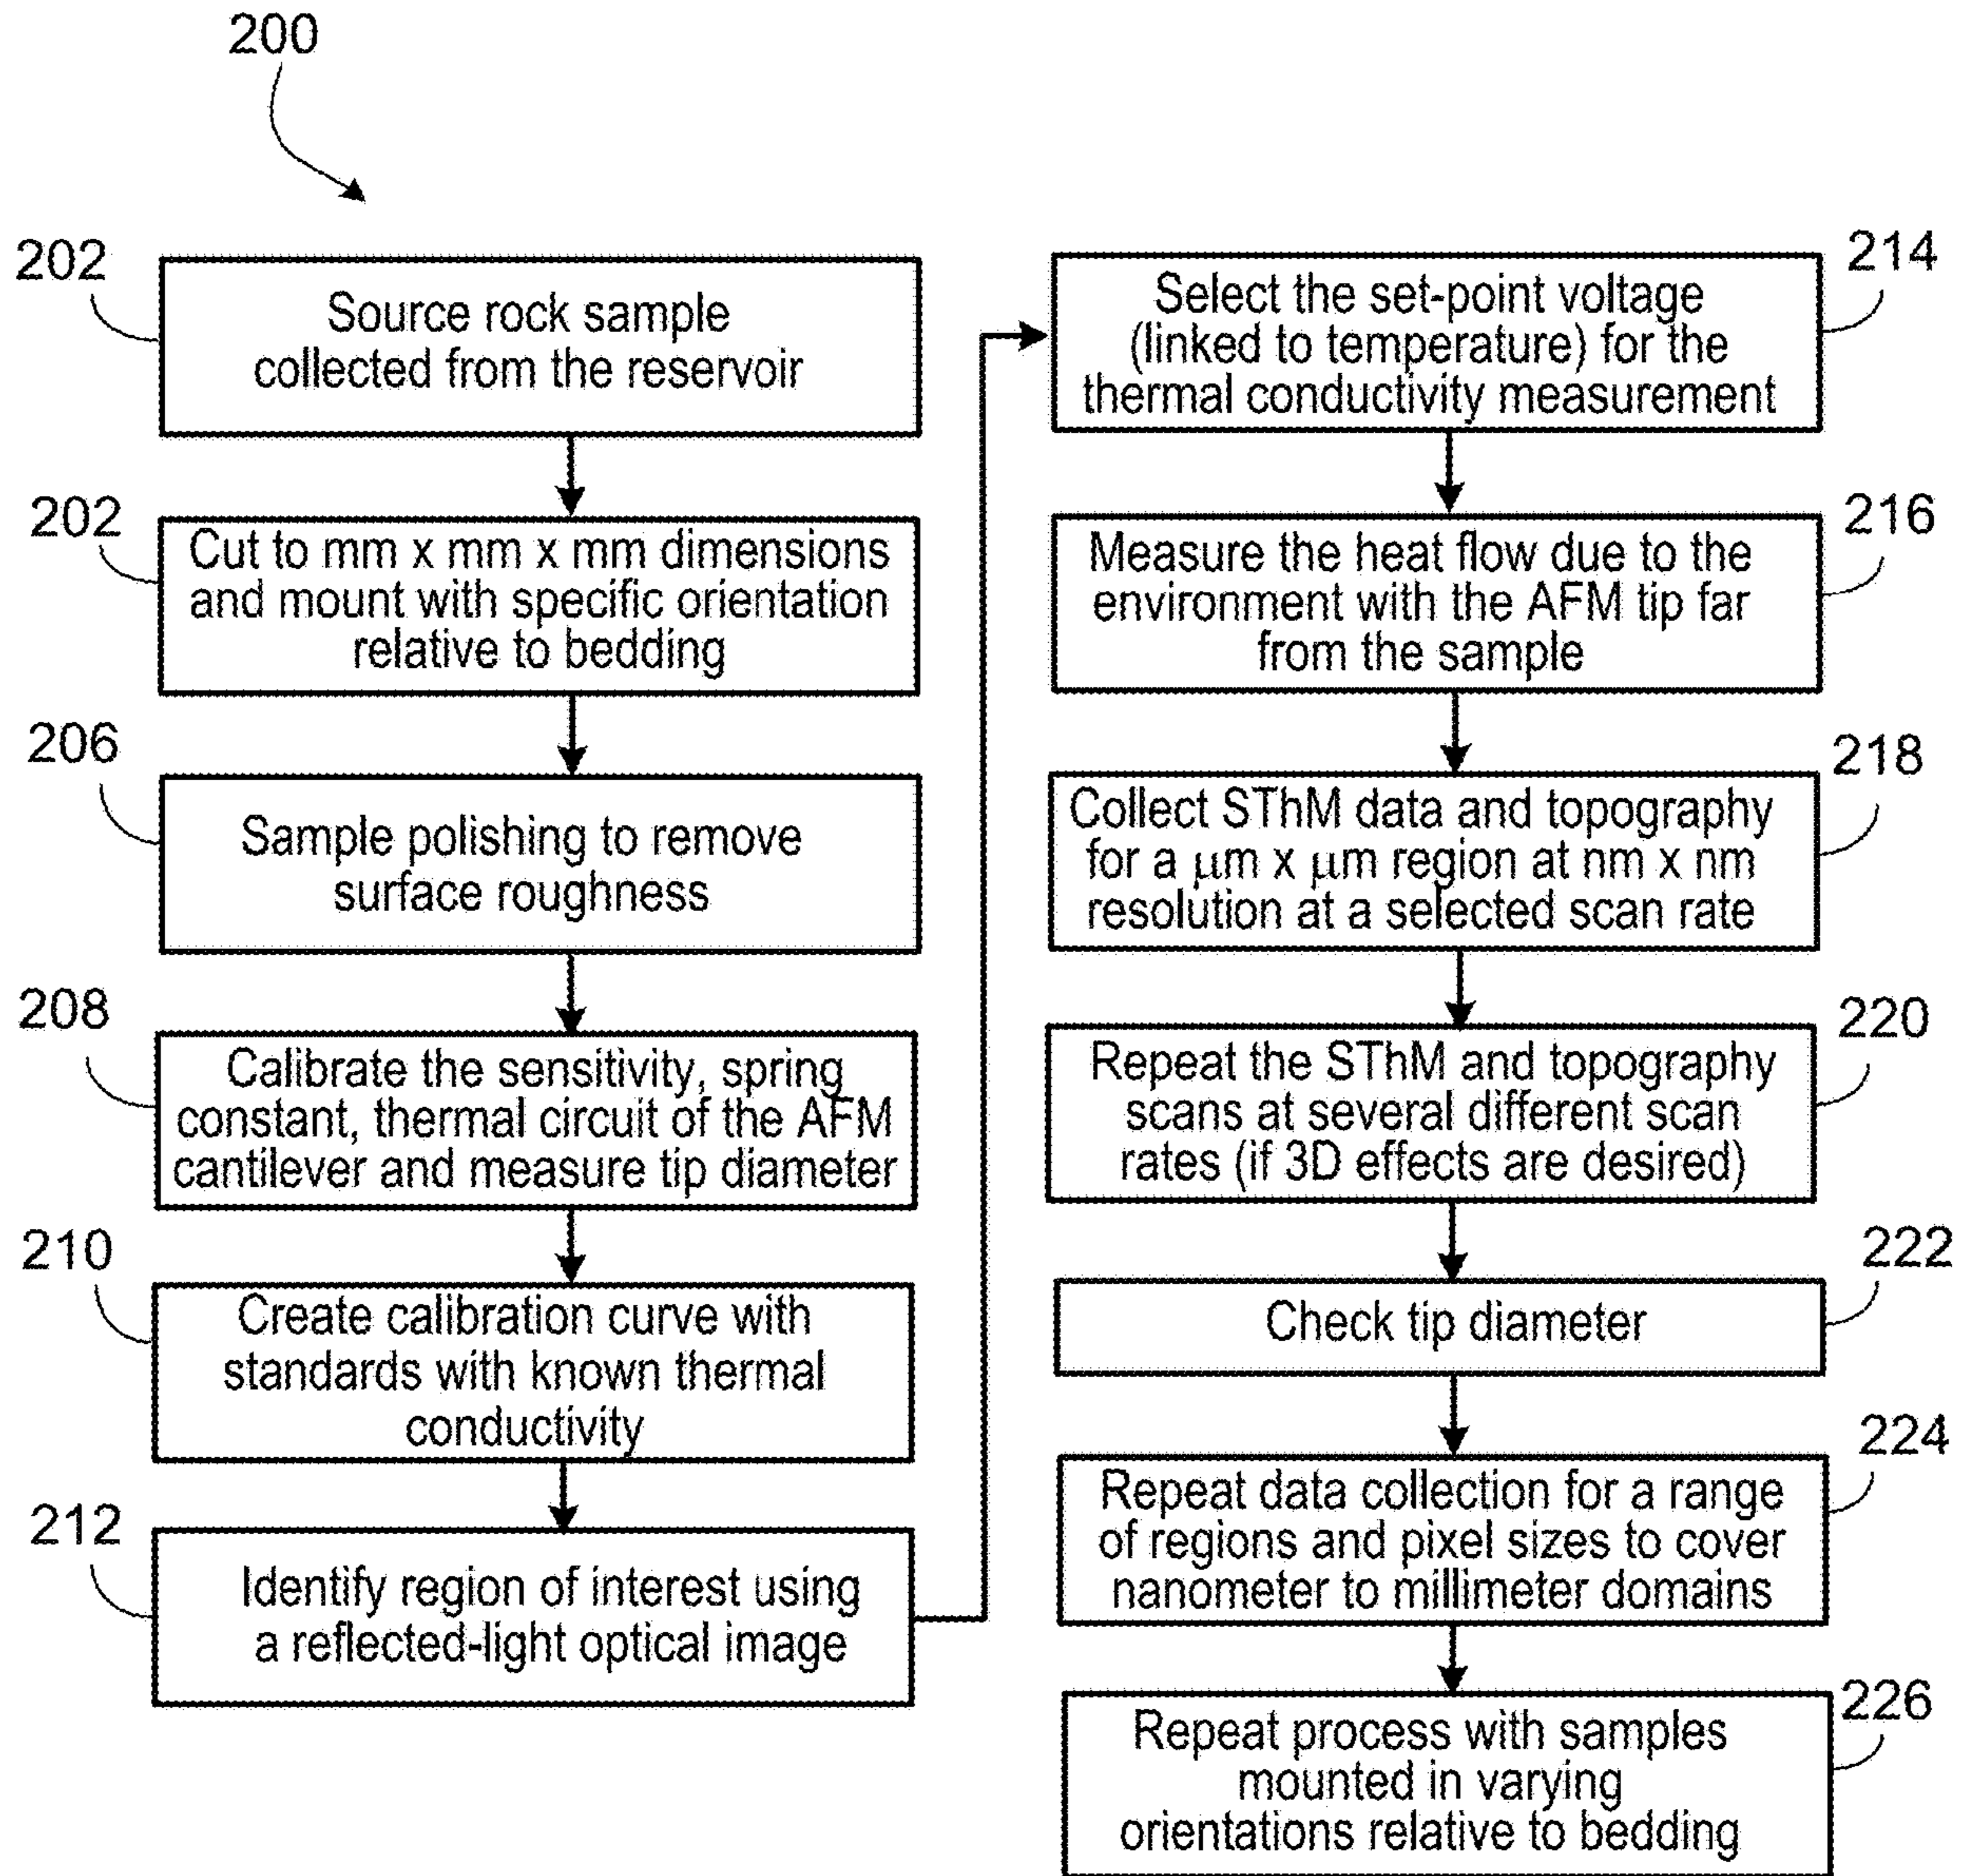 200
202
Source rock sample
collected from the reservoir
202
Cut to mm x mm x mm dimensions
and mount with specific orientation
relative to bedding
206
Sample polishing to remove
surface roughness
208
Calibrate the sensitivity, spring
constant, thermal circuit of the AFM
cantilever and measure tip diameter
210
Create calibration curve with
standards with known thermal
conductivity
212
Identify region of interest using
a reflected-light optical image
214
Select the set-point voltage
(linked to temperature) for the
thermal conductivity measurement
216
Measure the heat flow due to the
environment with the AFM tip far
from the sample
218
Collect SThM data and topography
for a μm x μm region at nm x nm
resolution at a selected scan rate
220
Repeat the SThM and topography
scans at several different scan
rates (if 3D effects are desired)
222
Check tip diameter
224
Repeat data collection for a range
of regions and pixel sizes to cover
nanometer to millimeter domains
226
Repeat process with samples
mounted in varying
orientations relative to bedding